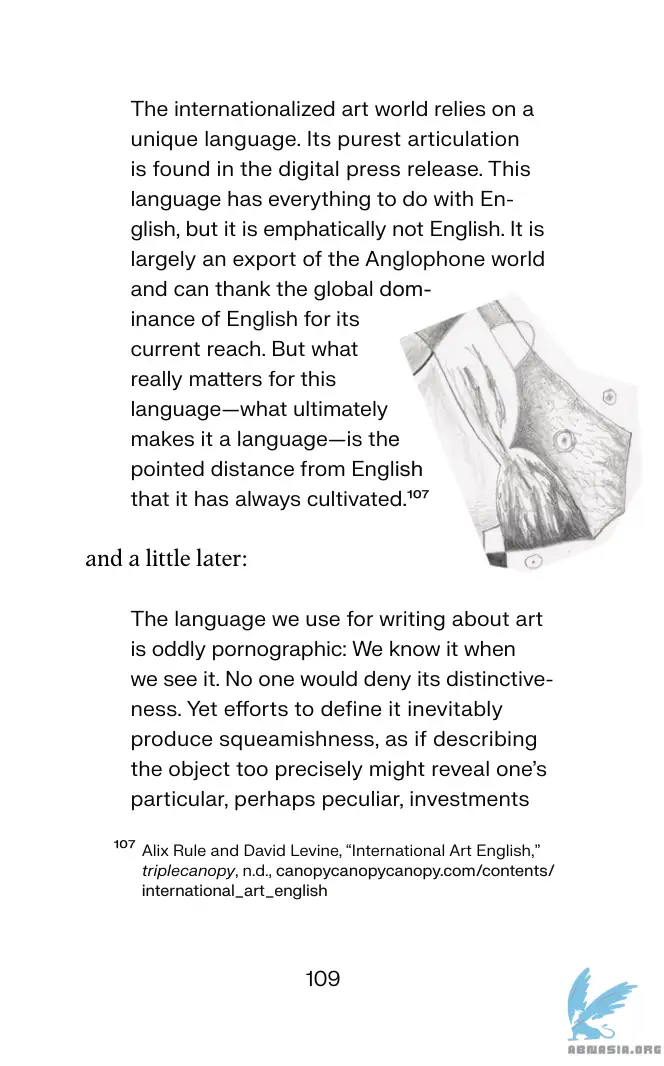 The internationalized art world relies on a
unique language. Its purest articulation
is found in the digital press release. This
language has everything to do with En-
glish, but it is emphatically not English. It is
largely an export of the Anglophone world
and can thank the global dom-
inance of English for its
current reach. But what
really matters for this
language—what ultimately
makes it a language—is the
pointed distance from English
that it has always cultivated.¹⁰⁷
and a little later:
The language we use for writing about art
is oddly pornographic: We know it when
we see it. No one would deny its distinctive-
ness. Yet efforts to define it inevitably
produce squeamishness, as if describing
the object too precisely might reveal one’s
particular, perhaps peculiar, investments
¹⁰⁷ Alix Rule and David Levine, “International Art English,”
triplecanopy, n.d., canopycanopycanopy.com/contents/
international_art_english
109
ABNASIA.ORG